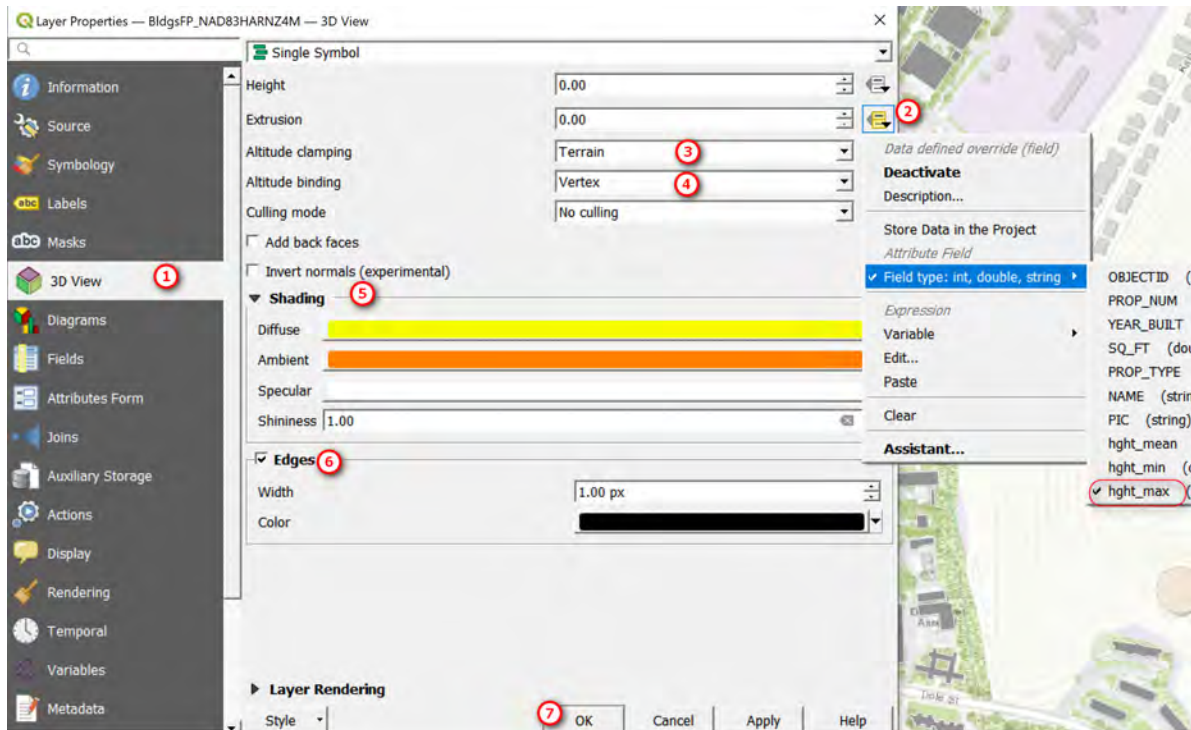 Layer Properties — BldgsFP_NAD83HARNZ4M — 3D View
Single Symbol
Information
Source
Symbology
Labels
Masks
3D View
Diagrams
Fields
Attributes Form
Joins
Auxiliary Storage
Actions
Display
Rendering
Temporal
Variables
Metadata
1
Height 0.00
Extrusion 0.00
2
Altitude clamping Terrain 3
Altitude binding Vertex 4
Culling mode No culling
Add back faces
Invert normals (experimental)
Shading 5
Diffuse
Ambient
Specular
Shininess 1.00
Edges 6
Width 1.00 px
Color
Layer Rendering
Style 7 OK Cancel Apply Help
Data defined override (field)
Deactivate
Description...
Store Data in the Project
Attribute Field
Field type: int, double, string
Expression
Variable
Edit...
Paste
Clear
Assistant...
OBJECTID (
PROP_NUM
YEAR_BUILT
SQ_FT (dou
PROP_TYPE
NAME (strin
PIC (string)
hght_mean
hght_min (
hght_max (
Dole St